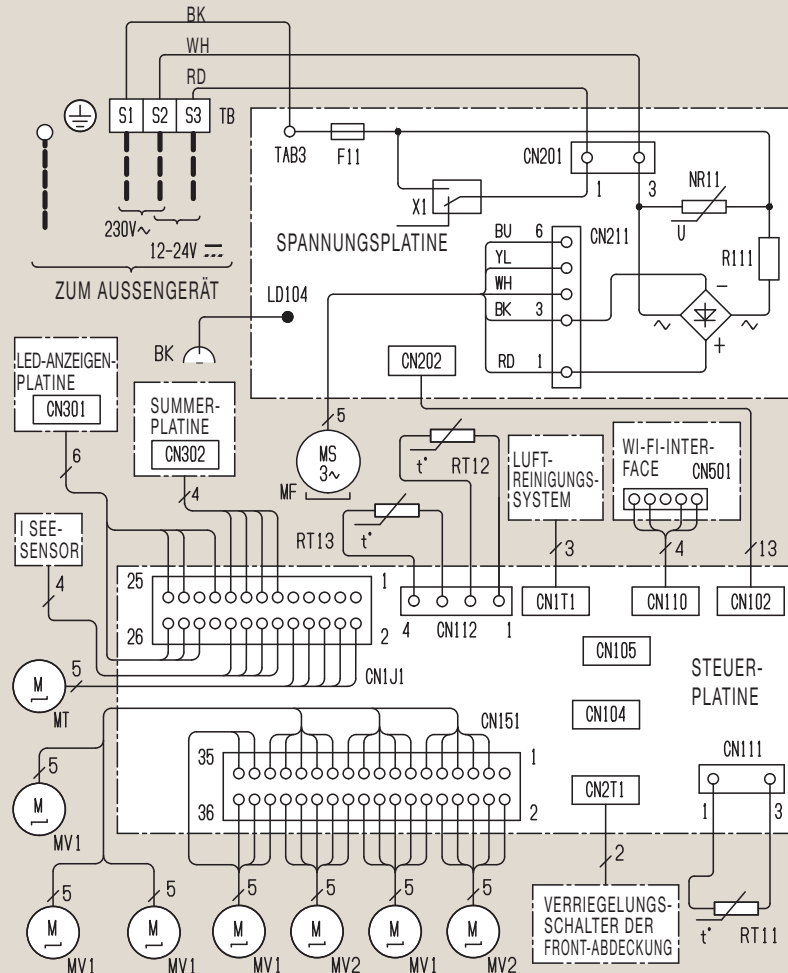 BK
WH
RD
S1 S2 S3 TB
TAB3
F11
CN201
1 3
X1
NR11
U
R111
230V~
12-24V
ZUM AUSSENGERÄT
SPANNUNGSPLATINE
BU 6
YL
WH
BK 3
RD 1
CN211
~ ~
−
+
LD104
BK
CN202
LED-ANZEIGEN-
PLATINE
CN301
6
SUMMER-
PLATINE
CN302
4
MS
3~
MF
5
t° RT12
RT13 t°
LUFT-
REINIGUNGS-
SYSTEM
3
WI-FI-INTER-
FACE CN501
4
13
I SEE-
SENSOR
4
25 1
26 2
CN1J1
4 CN112 1
CN1T1
CN110
CN102
CN105
CN104
CN2T1
STEUER-
PLATINE
CN111
1 3
M
MT
5
CN151
35 1
36 2
M
MV1
5
2
5 5 5 5 5 5
M M M M M M
MV1 MV1 MV1 MV2 MV1 MV2
VERRIEGELUNGS-
SCHALTER DER
FRONT-ABDECKUNG
t° RT11